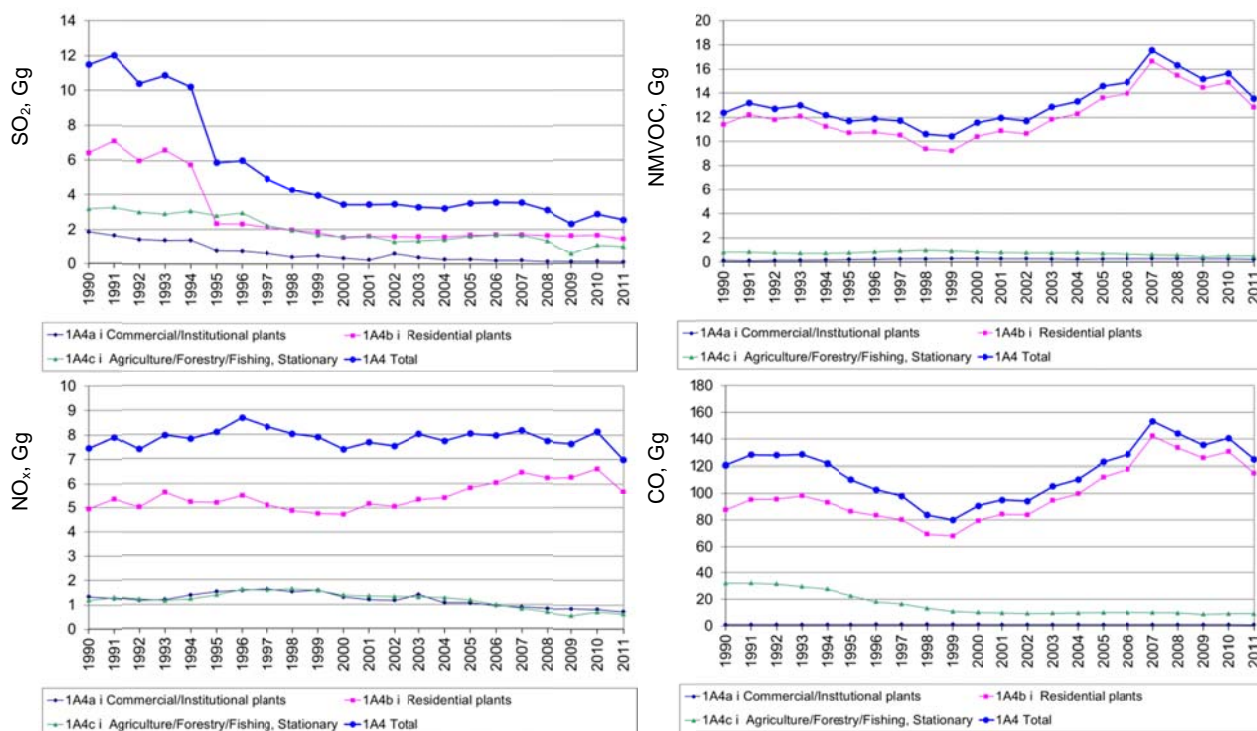 SO₂, Gg
14
12
10
8
6
4
2
0
1990 1991 1992 1993 1994 1995 1996 1997 1998 1999 2000 2001 2002 2003 2004 2005 2006 2007 2008 2009 2010 2011
1A4a i Commercial/Institutional plants 1A4b i Residential plants
1A4c i Agriculture/Forestry/Fishing, Stationary 1A4 Total
NMVOC, Gg
20
18
16
14
12
10
8
6
4
2
0
1990 1991 1992 1993 1994 1995 1996 1997 1998 1999 2000 2001 2002 2003 2004 2005 2006 2007 2008 2009 2010 2011
1A4a i Commercial/Institutional plants 1A4b i Residential plants
1A4c i Agriculture/Forestry/Fishing, Stationary 1A4 Total
NOₓ, Gg
10
9
8
7
6
5
4
3
2
1
0
1990 1991 1992 1993 1994 1995 1996 1997 1998 1999 2000 2001 2002 2003 2004 2005 2006 2007 2008 2009 2010 2011
1A4a i Commercial/Institutional plants 1A4b i Residential plants
1A4c i Agriculture/Forestry/Fishing, Stationary 1A4 Total
CO, Gg
180
160
140
120
100
80
60
40
20
0
1990 1991 1992 1993 1994 1995 1996 1997 1998 1999 2000 2001 2002 2003 2004 2005 2006 2007 2008 2009 2010 2011
1A4a i Commercial/Institutional plants 1A4b i Residential plants
1A4c i Agriculture/Forestry/Fishing, Stationary 1A4 Total